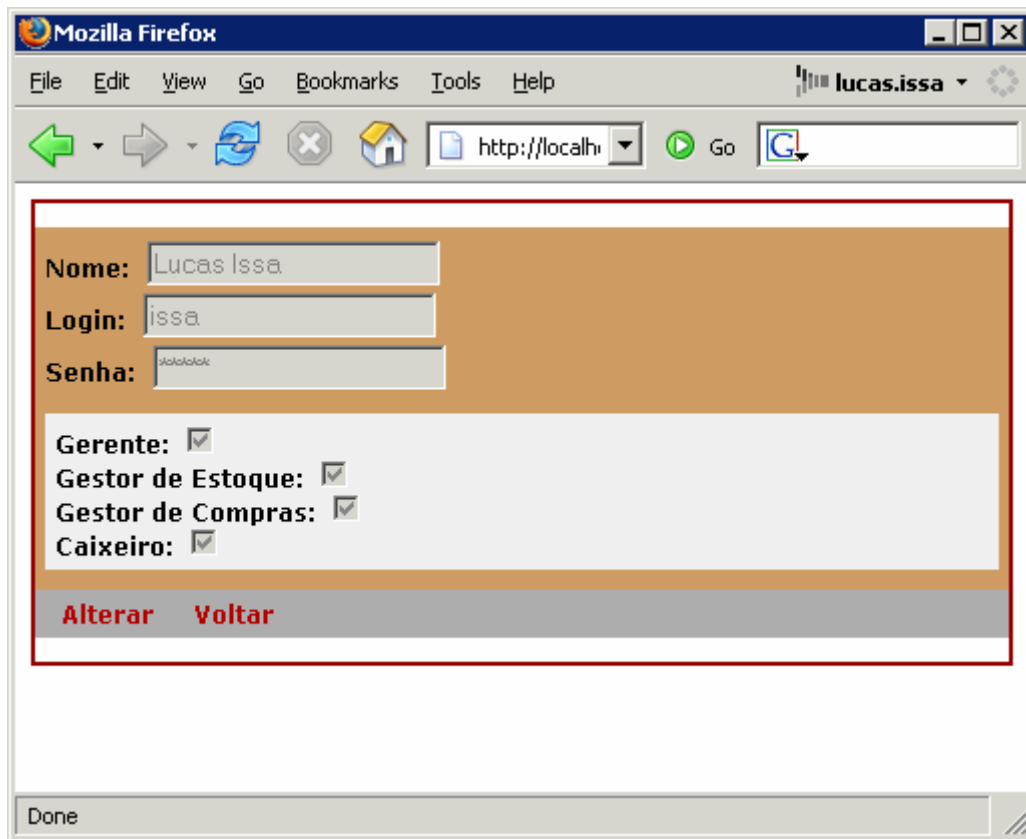 Mozilla Firefox
File Edit View Go Bookmarks Tools Help lucas.issa
http://localh Go G
Nome: Lucas Issa
Login: issa
Senha: ******
Gerente:
Gestor de Estoque:
Gestor de Compras:
Caixeiro:
Alterar Voltar
Done